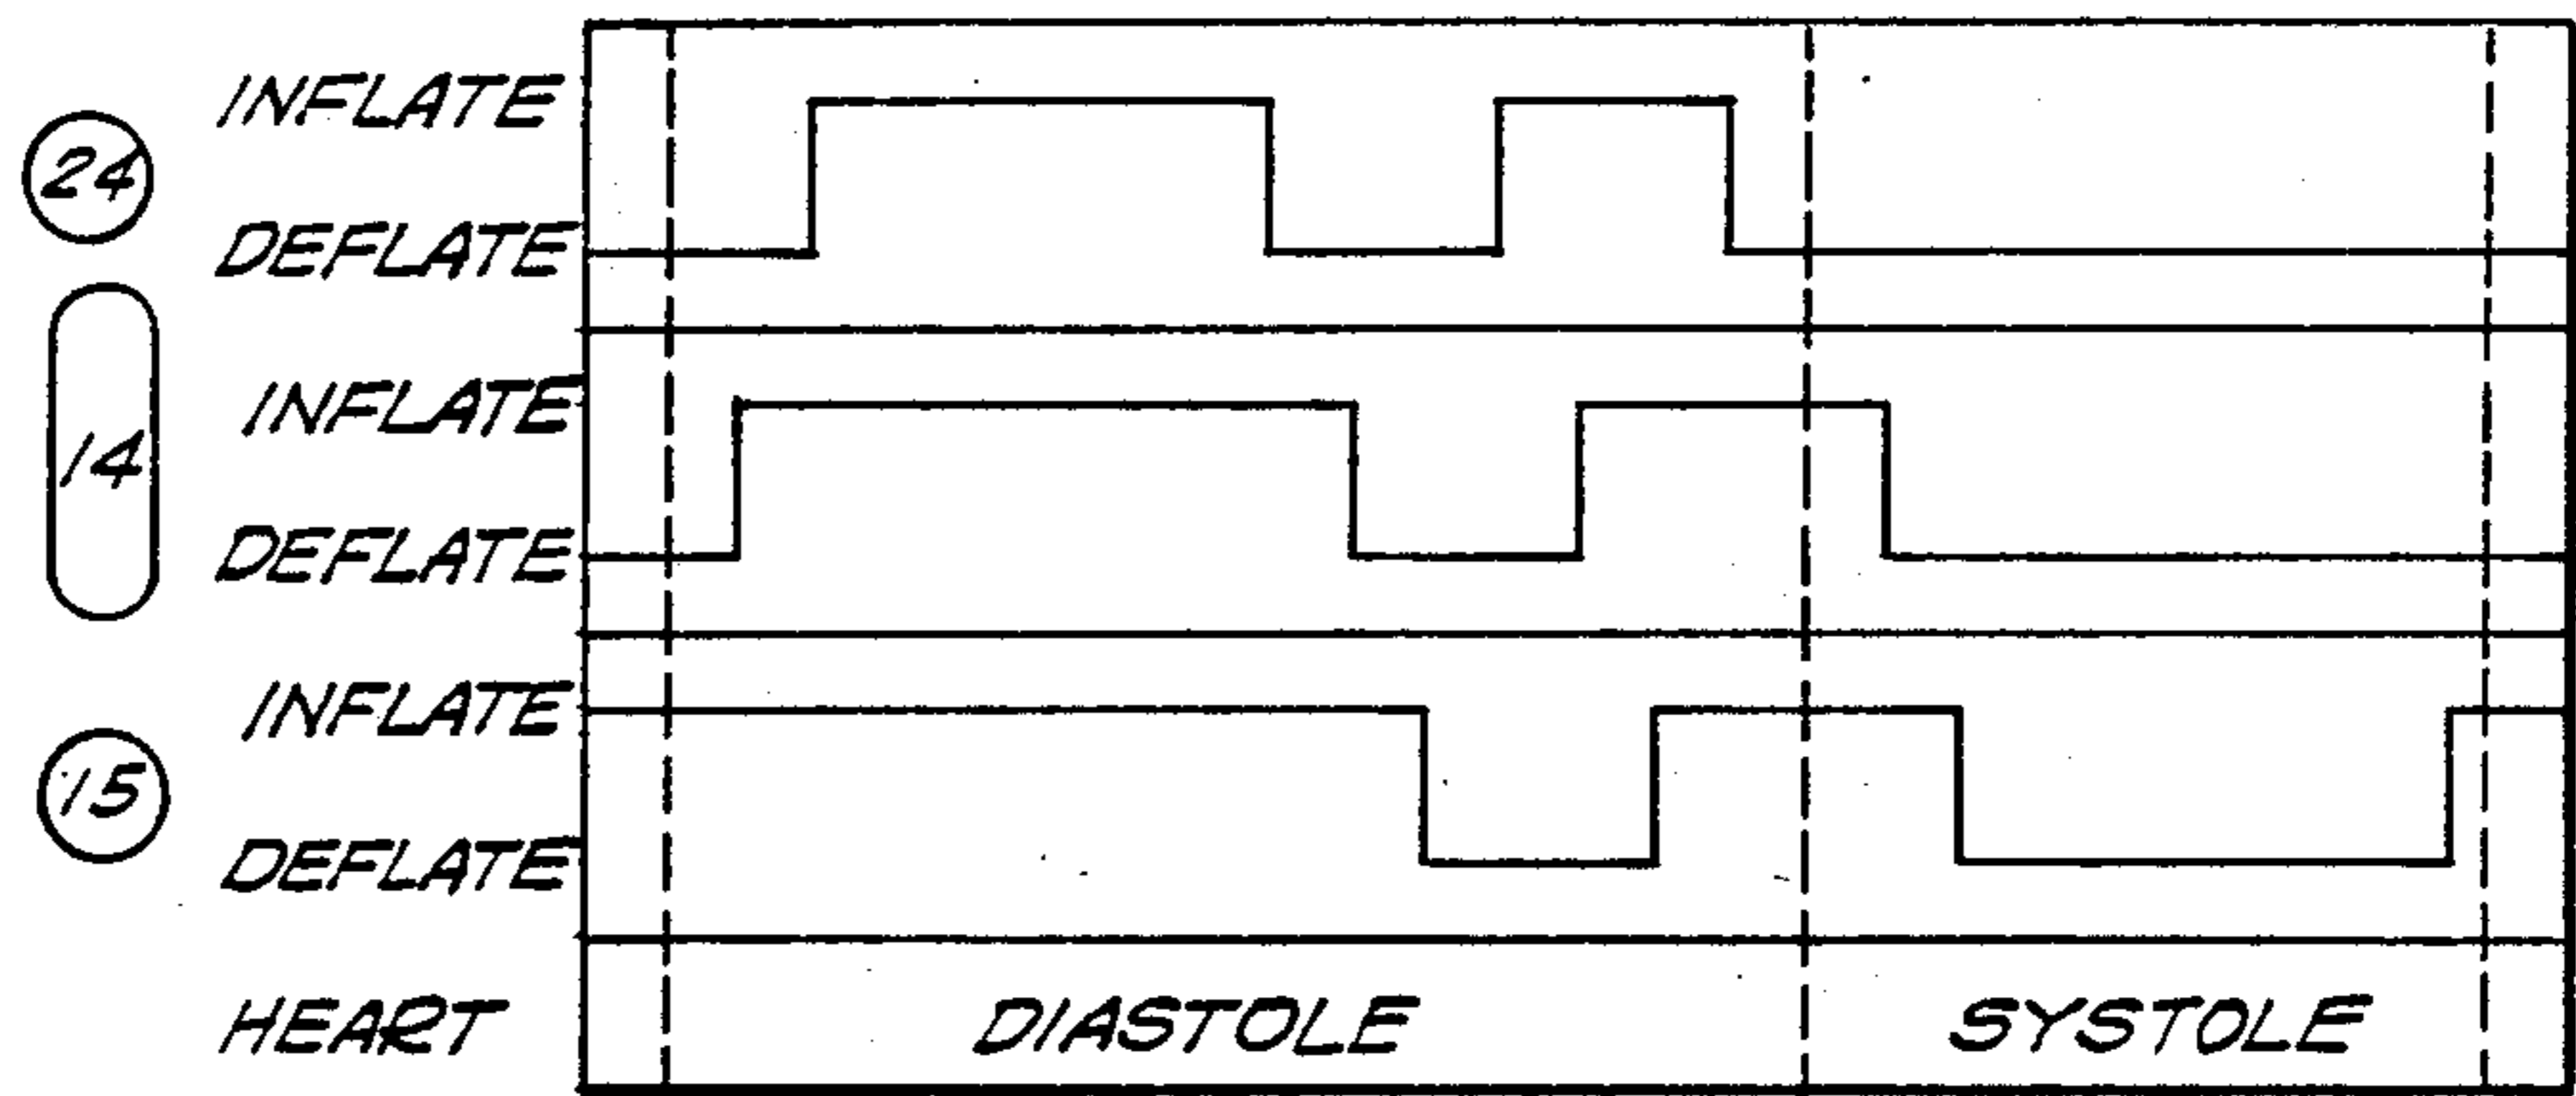 INFLATE
24
DEFLATE
INFLATE
14
DEFLATE
INFLATE
15
DEFLATE
HEART DIASTOLE SYSTOLE